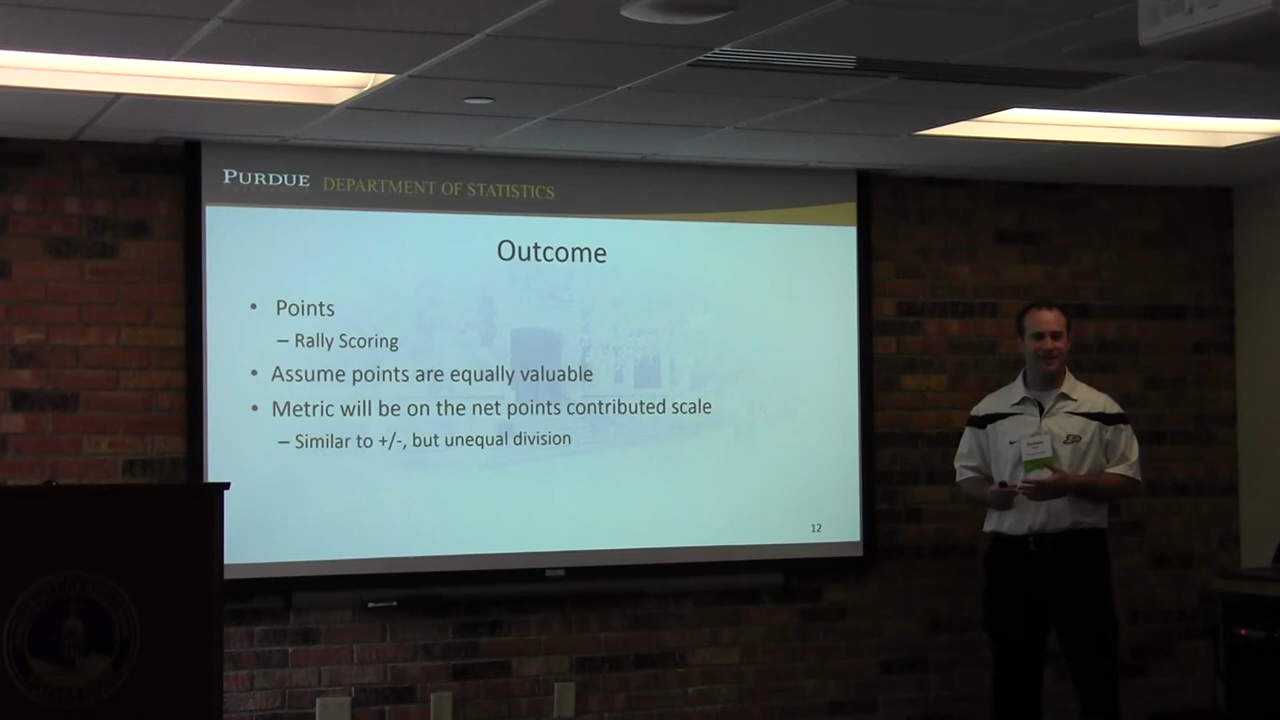 PURDUE DEPARTMENT OF STATISTICS
Outcome
• Points
– Rally Scoring
• Assume points are equally valuable
• Metric will be on the net points contributed scale
– Similar to +/-, but unequal division
12